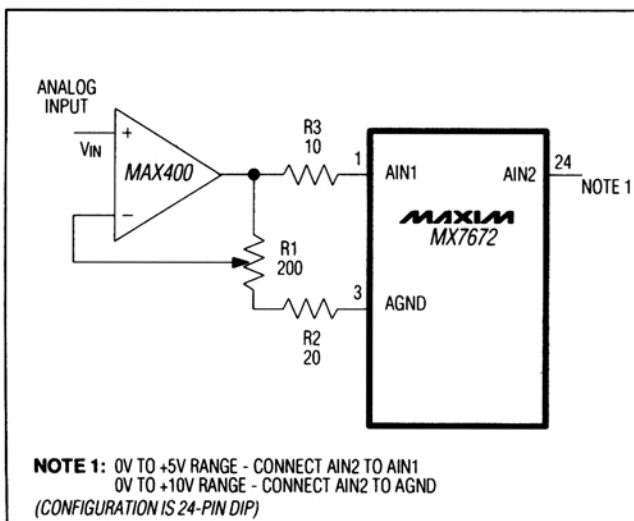 ANALOG
INPUT
VIN
+
−
MAX400
R3
10
1
AIN1
AIN2
24
NOTE 1
MAXIM
MX7672
R1
200
3
AGND
R2
20
NOTE 1: 0V TO +5V RANGE - CONNECT AIN2 TO AIN1
0V TO +10V RANGE - CONNECT AIN2 TO AGND
(CONFIGURATION IS 24-PIN DIP)